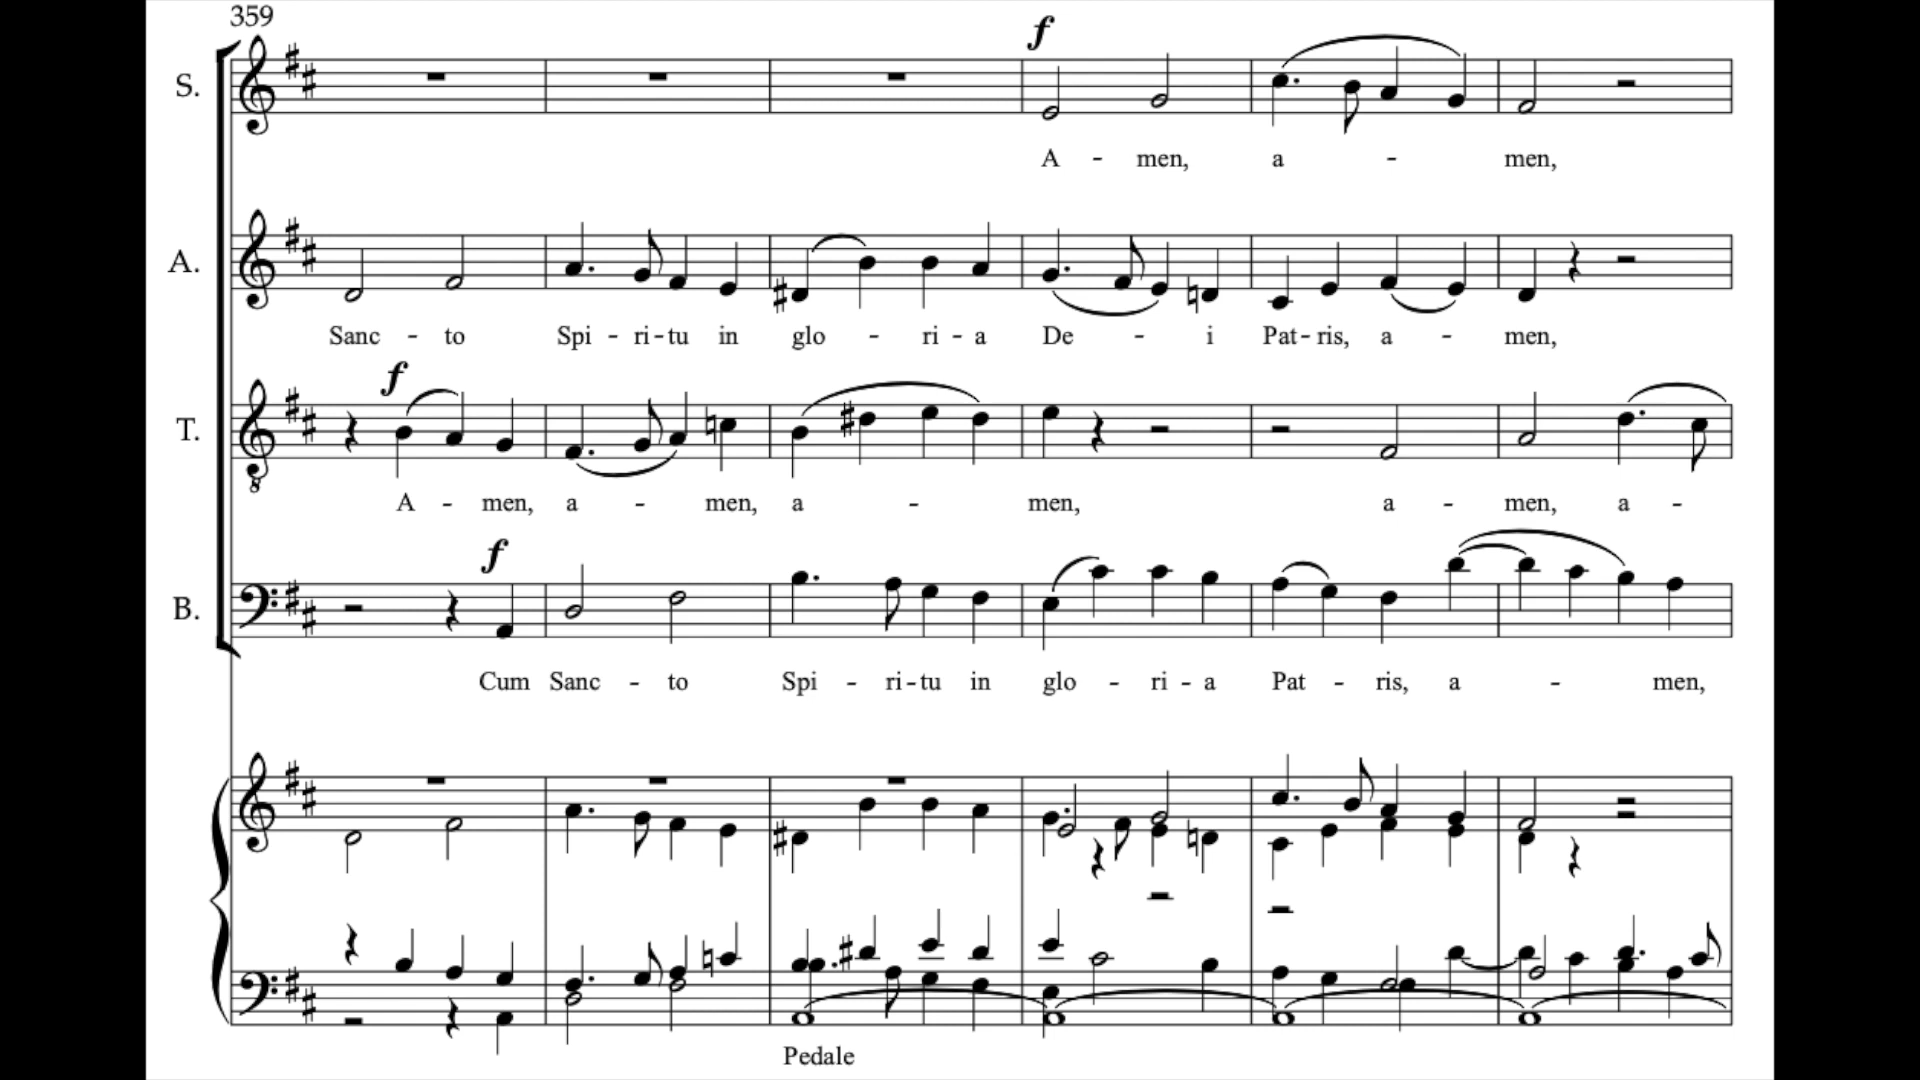 359
f
S.
A - men, a - men,
A.
Sanc - to Spi - ri - tu in glo - ri - a De - i Pat - ris, a - men,
f
T.
A - men, a - men, a - men, a - men, a -
f
B.
Cum Sanc - to Spi - ri - tu in glo - ri - a Pat - ris, a - men,
Pedale